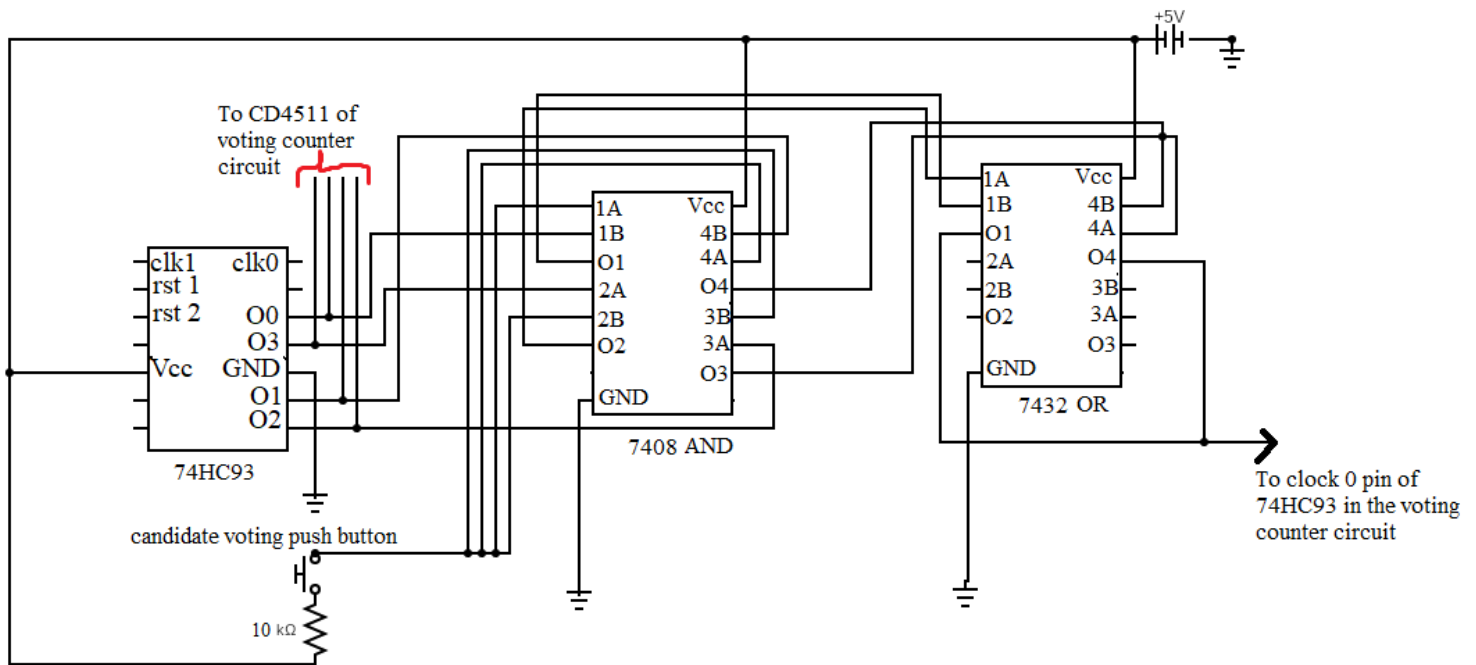 +5V
To CD4511 of
voting counter
circuit
clk1
rst 1
rst 2
Vcc
clk0
O0
O3
GND
O1
O2
74HC93
1A
1B
O1
2A
2B
O2
GND
Vcc
4B
4A
O4
3B
3A
O3
7408 AND
1A
1B
O1
2A
2B
O2
GND
Vcc
4B
4A
O4
3B
3A
O3
7432 OR
To clock 0 pin of
74HC93 in the voting
counter circuit
candidate voting push button
10 kΩ